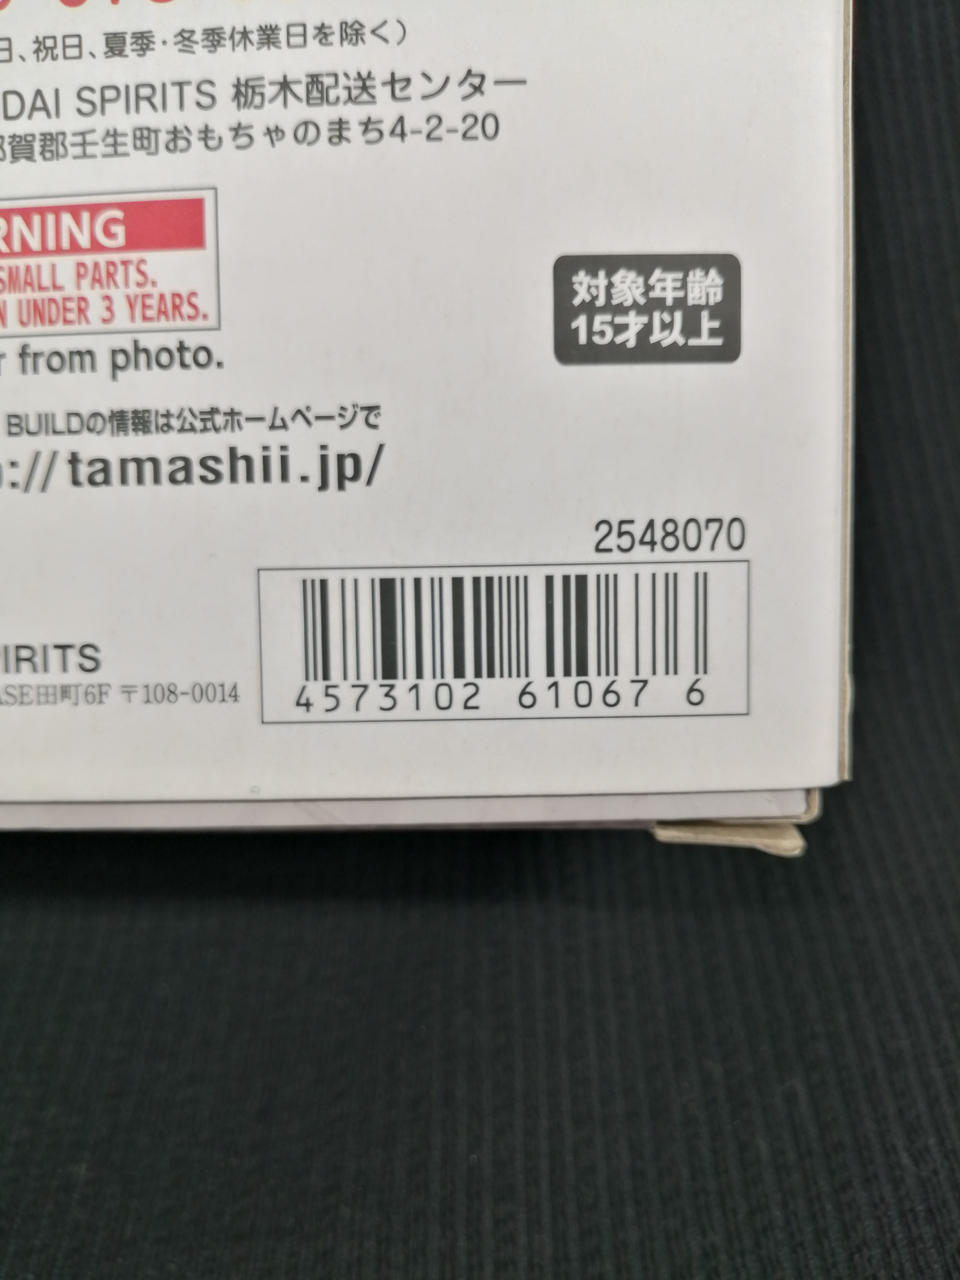 日、祝日、夏季・冬季休業日を除く）
DAI SPIRITS 栃木配送センター
賀郡壬生町おもちゃのまち4-2-20
RNING
SMALL PARTS.
N UNDER 3 YEARS.
r from photo.
対象年齢
15才以上
BUILDの情報は公式ホームページで
://tamashii.jp/
2548070
PIRITS
ASE田町6F 〒108-0014
4573102 61067 6